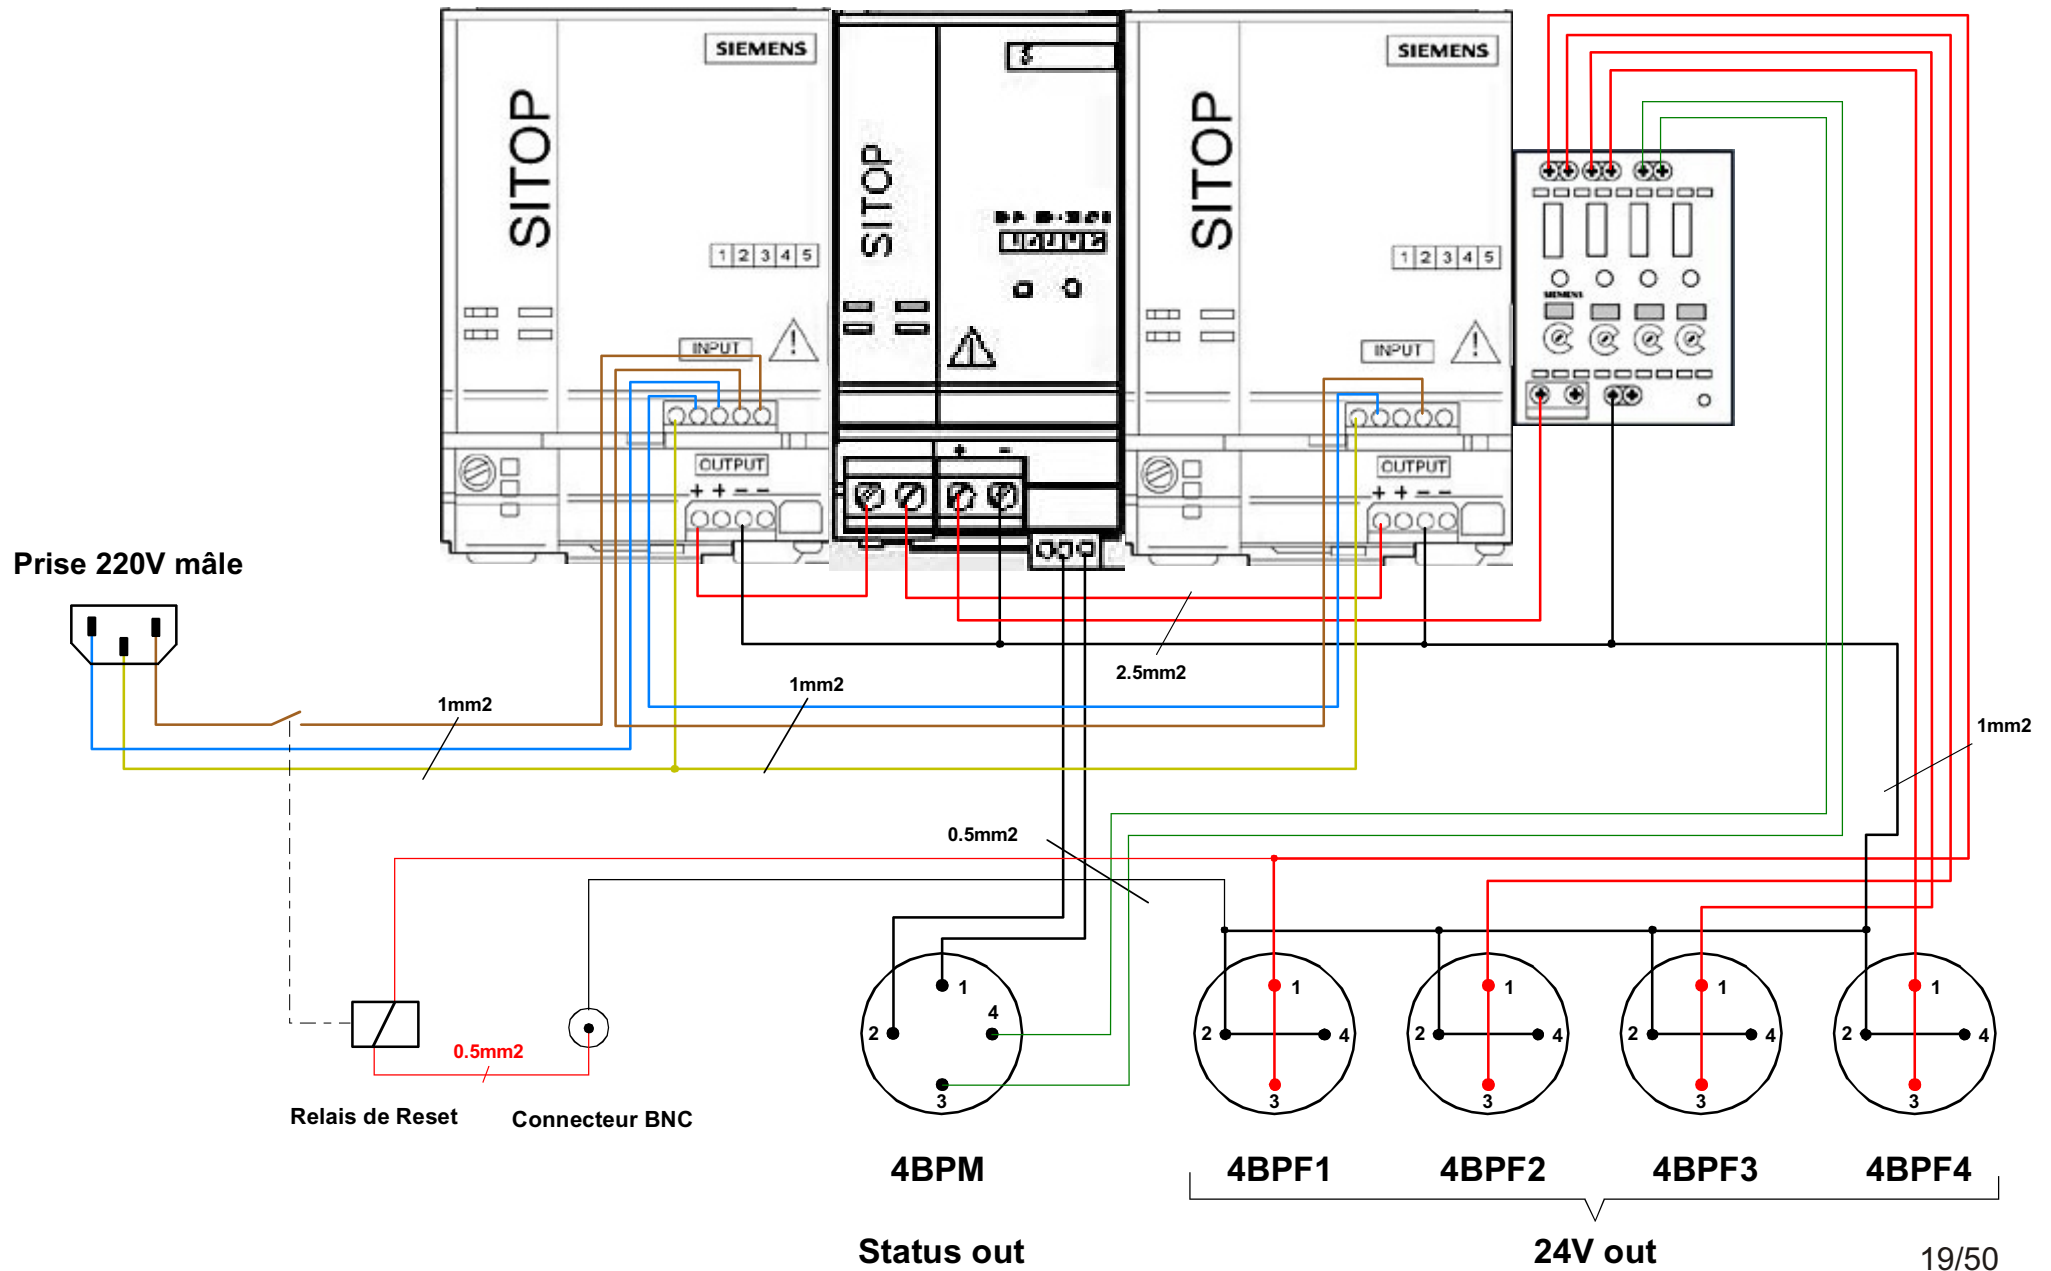 SIEMENS
SITOP
1 2 3 4 5
INPUT
OUTPUT
+ + − −
SITOP
+ −
SIEMENS
SITOP
1 2 3 4 5
INPUT
OUTPUT
+ + − −
SIEMENS
Prise 220V mâle
1mm2
1mm2
2.5mm2
1mm2
0.5mm2
0.5mm2
Relais de Reset
Connecteur BNC
1
2
4
3
1
2
4
3
1
2
4
3
1
2
4
3
1
2
4
3
4BPM
4BPF1
4BPF2
4BPF3
4BPF4
Status out
24V out
19/50